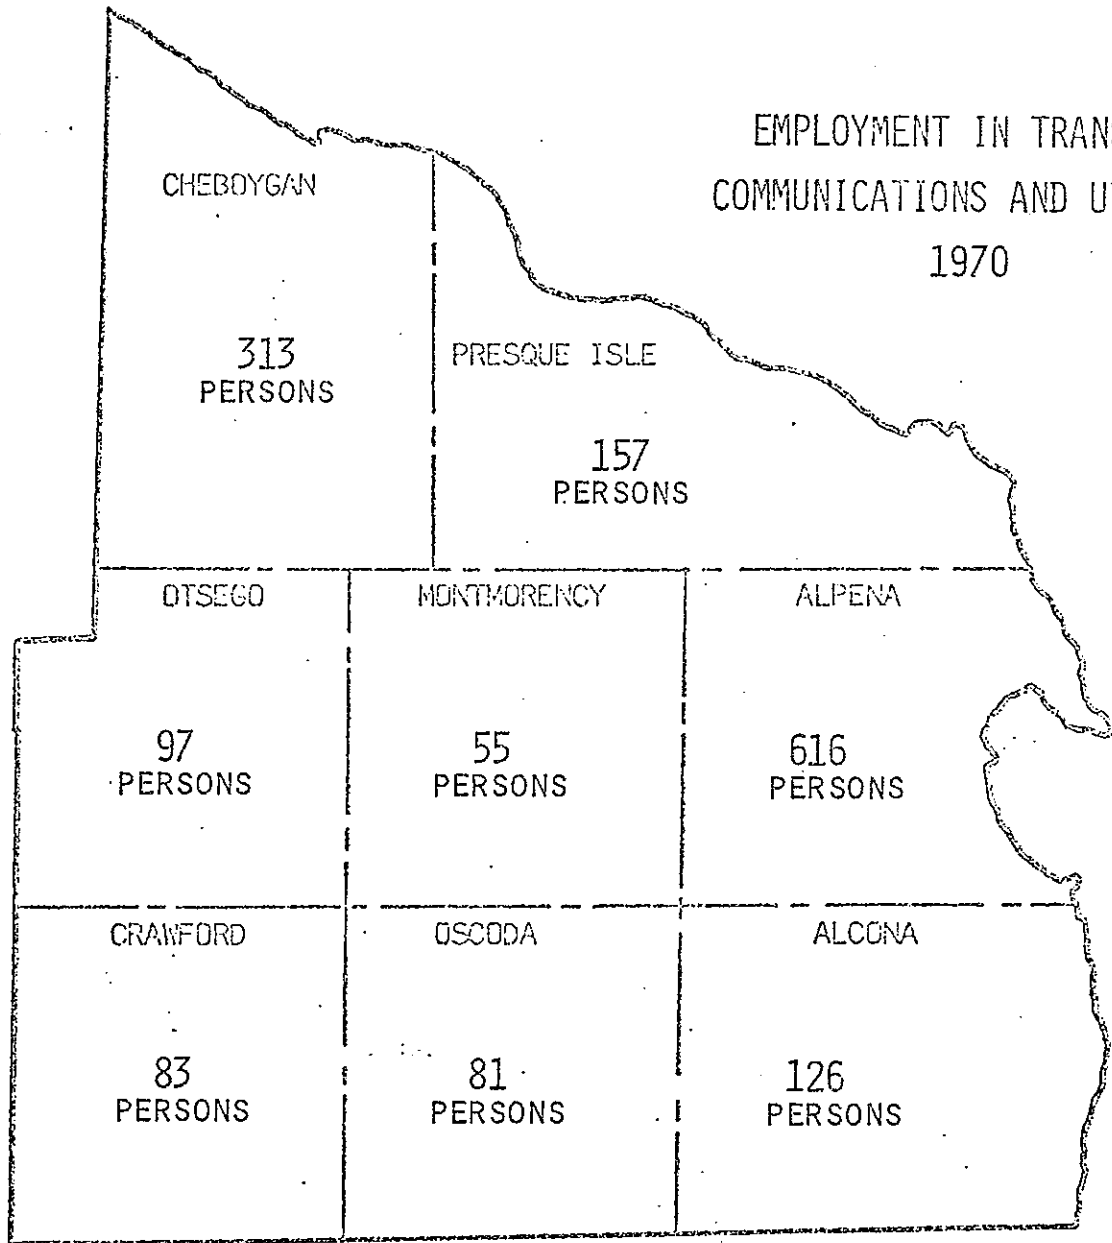 EMPLOYMENT IN TRAN
COMMUNICATIONS AND U
1970
CHEBOYGAN
313
PERSONS
PRESQUE ISLE
157
PERSONS
OTSEGO
MONTMORENCY
ALPENA
97
PERSONS
55
PERSONS
616
PERSONS
CRAWFORD
OSCODA
ALCONA
83
PERSONS
81
PERSONS
126
PERSONS